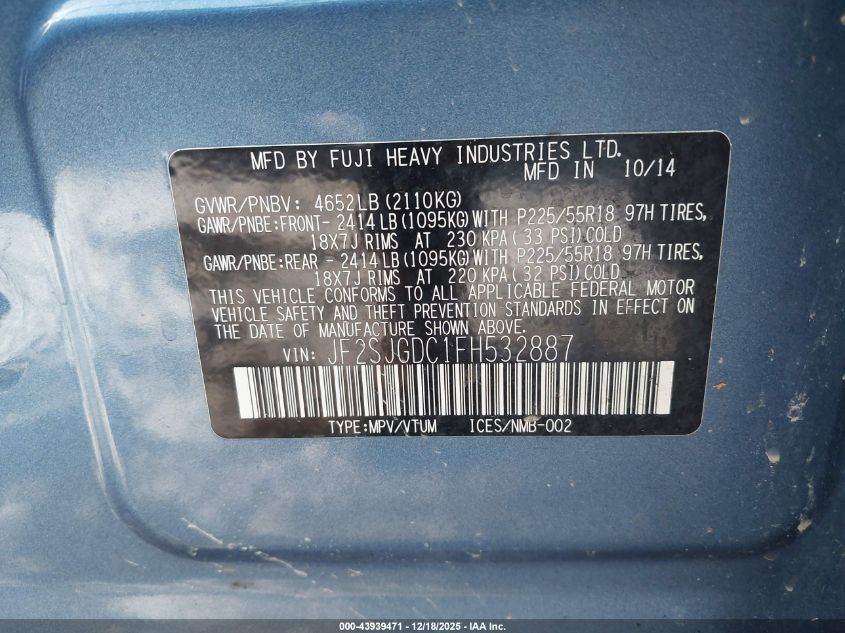 MFD BY FUJI HEAVY INDUSTRIES LTD.
MFD IN 10/14
GVWR/PNBV: 4652LB (2110KG)
GAWR/PNBE:FRONT- 2414LB (1095KG) WITH P225/55R18 97H TIRES,
18X7J RIMS AT 230 KPA ( 33 PSI) COLD
GAWR/PNBE:REAR - 2414LB (1095KG) WITH P225/55R18 97H TIRES,
18X7J RIMS AT 220 KPA ( 32 PSI) COLD.
THIS VEHICLE CONFORMS TO ALL APPLICABLE FEDERAL MOTOR
VEHICLE SAFETY AND THEFT PREVENTION STANDARDS IN EFFECT ON
THE DATE OF MANUFACTURE SHOWN ABOVE.
VIN: JF2SJGDC1FH532887
TYPE:MPV/VTUM ICES/NMB-002
000-43939471 - 12/18/2025 - IAA Inc.